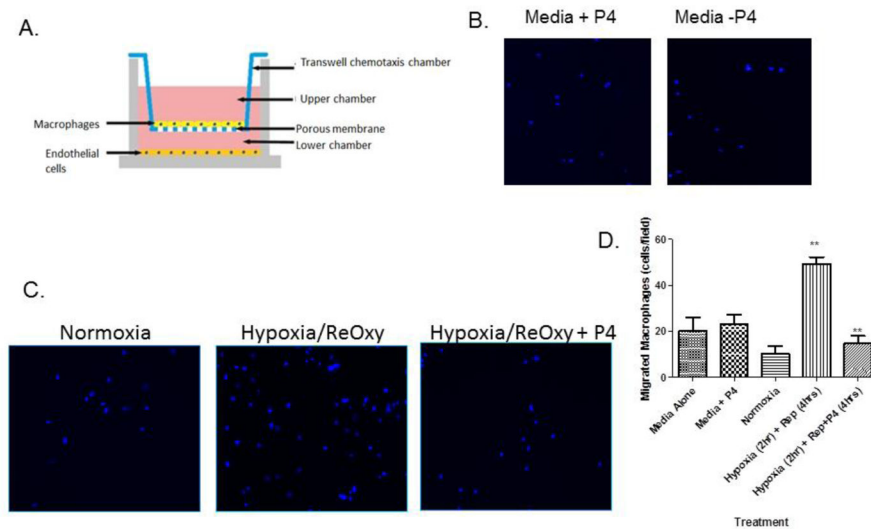 A.
Transwell chemotaxis chamber
Upper chamber
Macrophages
Porous membrane
Lower chamber
Endothelial
cells
B.
Media + P4
Media -P4
C.
Normoxia
Hypoxia/ReOxy
Hypoxia/ReOxy + P4
D.
Migrated Macrophages (cells/field)
60
40
20
0
**
**
Media Alone
Media + P4
Normoxia
Hypoxia (2hr) + Rep (4hrs)
Hypoxia (2hr) + Rep+P4 (4hrs)
Treatment